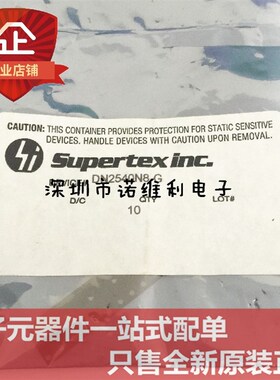 企
业店铺
CAUTION: THIS CONTAINER PROVIDES PROTECTION FOR STATIC SENSITIVE
DEVICES. HANDLE DEVICES WITH CAUTION UPON REMOVAL.
Supertex inc.
DN2540N8-G
深圳市诺维利电子
D/C QTY LOT#
10
子元器件一站式配单
只售全新原装正